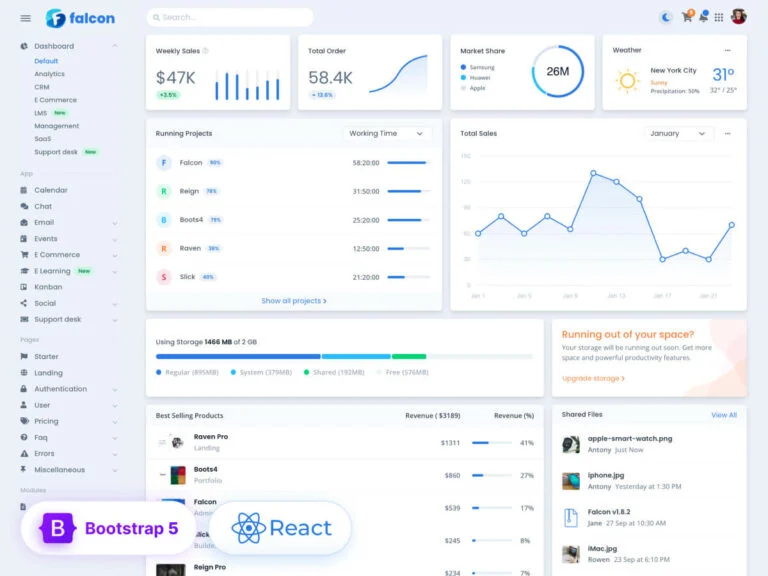 falcon
Search...
8
Dashboard
Default
Analytics
CRM
E Commerce
LMS New
Management
SaaS
Support desk New
App
Calendar
Chat
Email
Events
E Commerce
E Learning New
Kanban
Social
Support desk
Pages
Starter
Landing
Authentication
User
Pricing
Faq
Errors
Miscellaneous
Modules
Weekly Sales
$47K
+3.5%
Total Order
58.4K
+ 13.6%
Market Share
Samsung
Huawei
Apple
26M
Weather
New York City
Sunny
Precipitation: 50%
31°
32° / 25°
Running Projects
Working Time
F Falcon 90% 58:20:00
R Reign 78% 31:50:00
B Boots4 79% 25:20:00
R Raven 38% 12:50:00
S Slick 40% 21:20:00
Show all projects
Total Sales
January
150
120
90
60
30
0
Jan 1 Jan 5 Jan 9 Jan 13 Jan 17 Jan 21
Using Storage 1466 MB of 2 GB
Regular (895MB) System (379MB) Shared (192MB) Free (576MB)
Running out of your space?
Your storage will be running out soon. Get more
space and powerful productivity features.
Upgrade storage
Best Selling Products Revenue ( $3189) Revenue (%)
Raven Pro
Landing
$1311 41%
Boots4
Portfolio
$860 27%
Falcon
$539 17%
Slick
$245 8%
Reign Pro
$234 7%
Shared Files View All
apple-smart-watch.png
Antony Just Now
iphone.jpg
Antony Yesterday at 1:30 PM
Falcon v1.8.2
Jane 27 Sep at 10:30 AM
iMac.jpg
Rowen 23 Sep at 6:10 PM
B Bootstrap 5
React